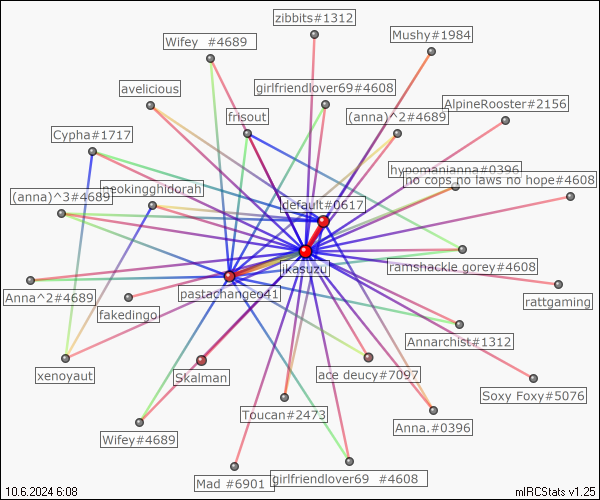 zibbits#1312
Wifey  #4689
Mushy#1984
avelicious
girlfriendlover69#4608
AlpineRooster#2156
frisout
(anna)^2#4689
Cypha#1717
hypomanianna#0396
no cops no laws no hope#4608
neokingghidorah
(anna)^3#4689
default#0617
ikasuzu
ramshackle gorey#4608
pastachangeo41
Anna^2#4689
rattgaming
fakedingo
Annarchist#1312
xenoyaut
Skalman
ace deucy#7097
Soxy Foxy#5076
Toucan#2473
Anna.#0396
Wifey#4689
Mad #6901
girlfriendlover69  #4608
10.6.2024 6:08
mIRCStats v1.25